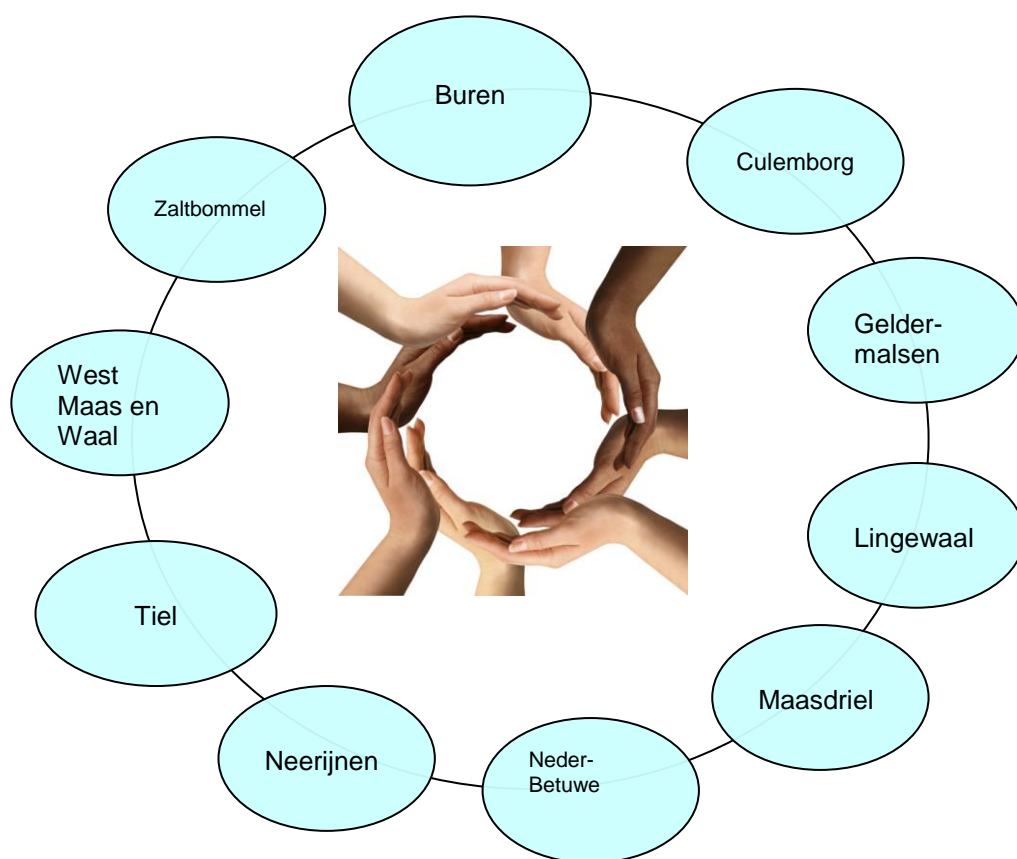 Buren
Culemborg
Zaltbommel
Gelder-
malsen
West
Maas en
Waal
Lingewaal
Tiel
Maasdriel
Neerijnen
Neder-
Betuwe